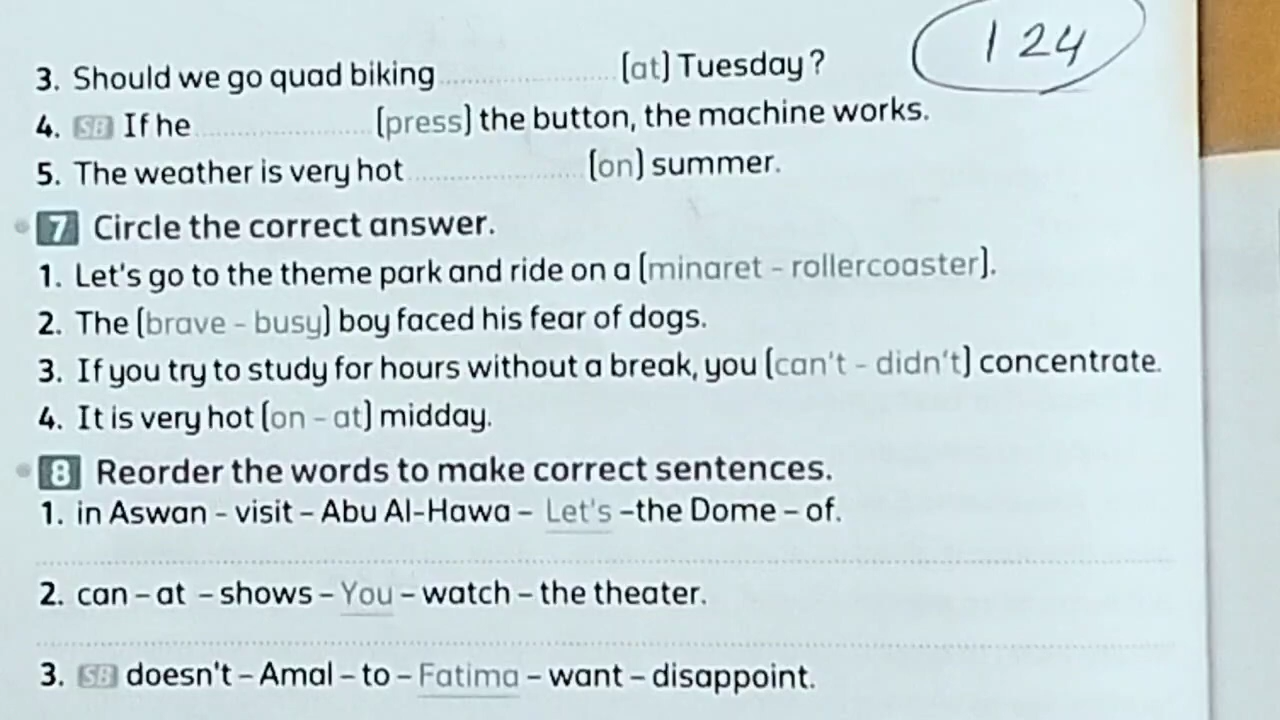 124
3. Should we go quad biking .................... (at) Tuesday?
4. SB If he .................... (press) the button, the machine works.
5. The weather is very hot .................... (on) summer.
7 Circle the correct answer.
1. Let's go to the theme park and ride on a (minaret - rollercoaster).
2. The (brave - busy) boy faced his fear of dogs.
3. If you try to study for hours without a break, you (can't - didn't) concentrate.
4. It is very hot (on - at) midday.
8 Reorder the words to make correct sentences.
1. in Aswan - visit - Abu Al-Hawa - Let's -the Dome - of.
2. can - at - shows - You - watch - the theater.
3. SB doesn't - Amal - to - Fatima - want - disappoint.